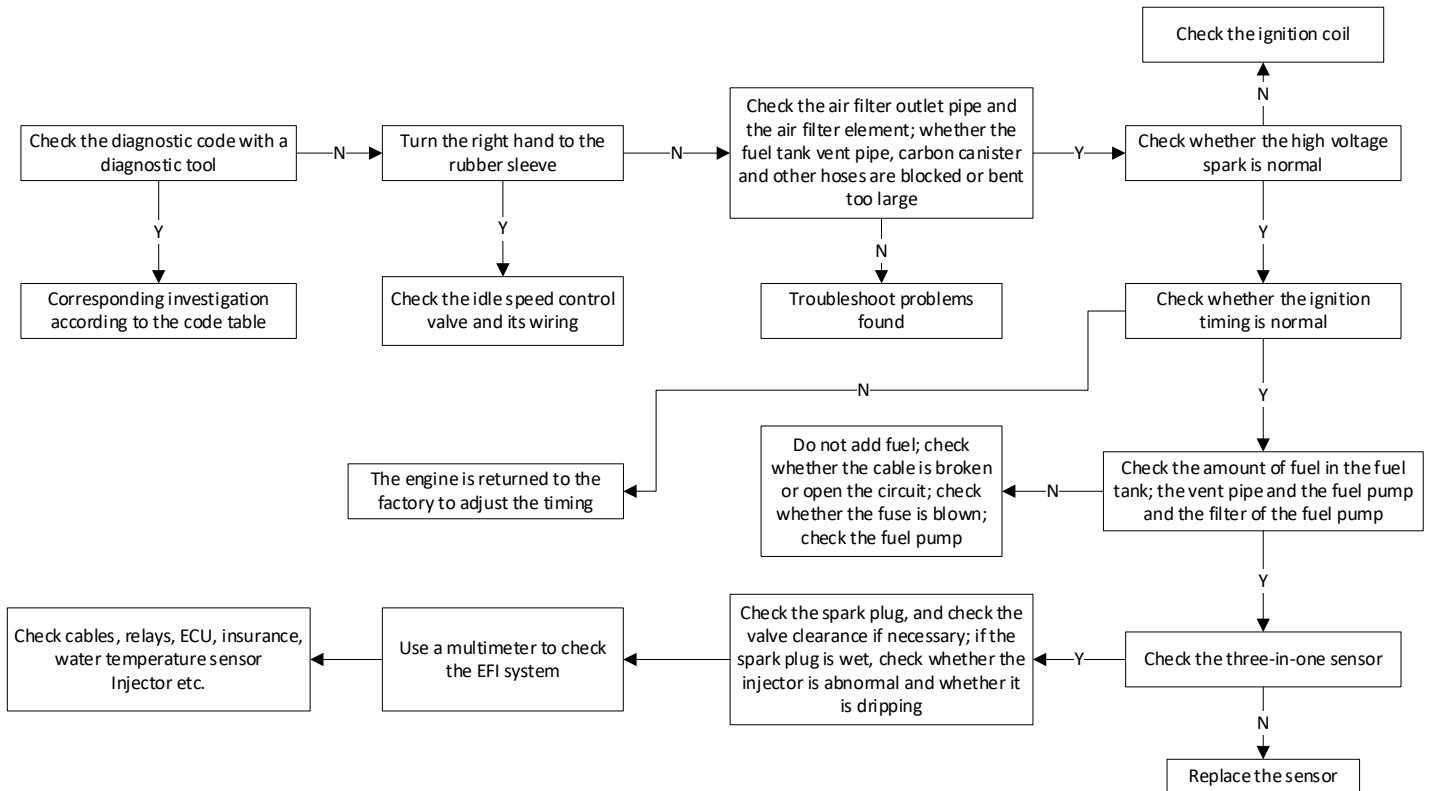 Check the ignition coil
N
Check the diagnostic code with a
diagnostic tool
N
Turn the right hand to the
rubber sleeve
N
Check the air filter outlet pipe and
the air filter element; whether the
fuel tank vent pipe, carbon canister
and other hoses are blocked or bent
too large
Y
Check whether the high voltage
spark is normal
Y
Y
N
Y
Corresponding investigation
according to the code table
Check the idle speed control
valve and its wiring
Troubleshoot problems
found
Check whether the ignition
timing is normal
N
Y
The engine is returned to the
factory to adjust the timing
Do not add fuel; check
whether the cable is broken
or open the circuit; check
whether the fuse is blown;
check the fuel pump
N
Check the amount of fuel in the fuel
tank; the vent pipe and the fuel pump
and the filter of the fuel pump
Y
Check cables, relays, ECU, insurance,
water temperature sensor
Injector etc.
Use a multimeter to check
the EFI system
Check the spark plug, and check the
valve clearance if necessary; if the
spark plug is wet, check whether the
injector is abnormal and whether it
is dripping
Y
Check the three-in-one sensor
N
Replace the sensor